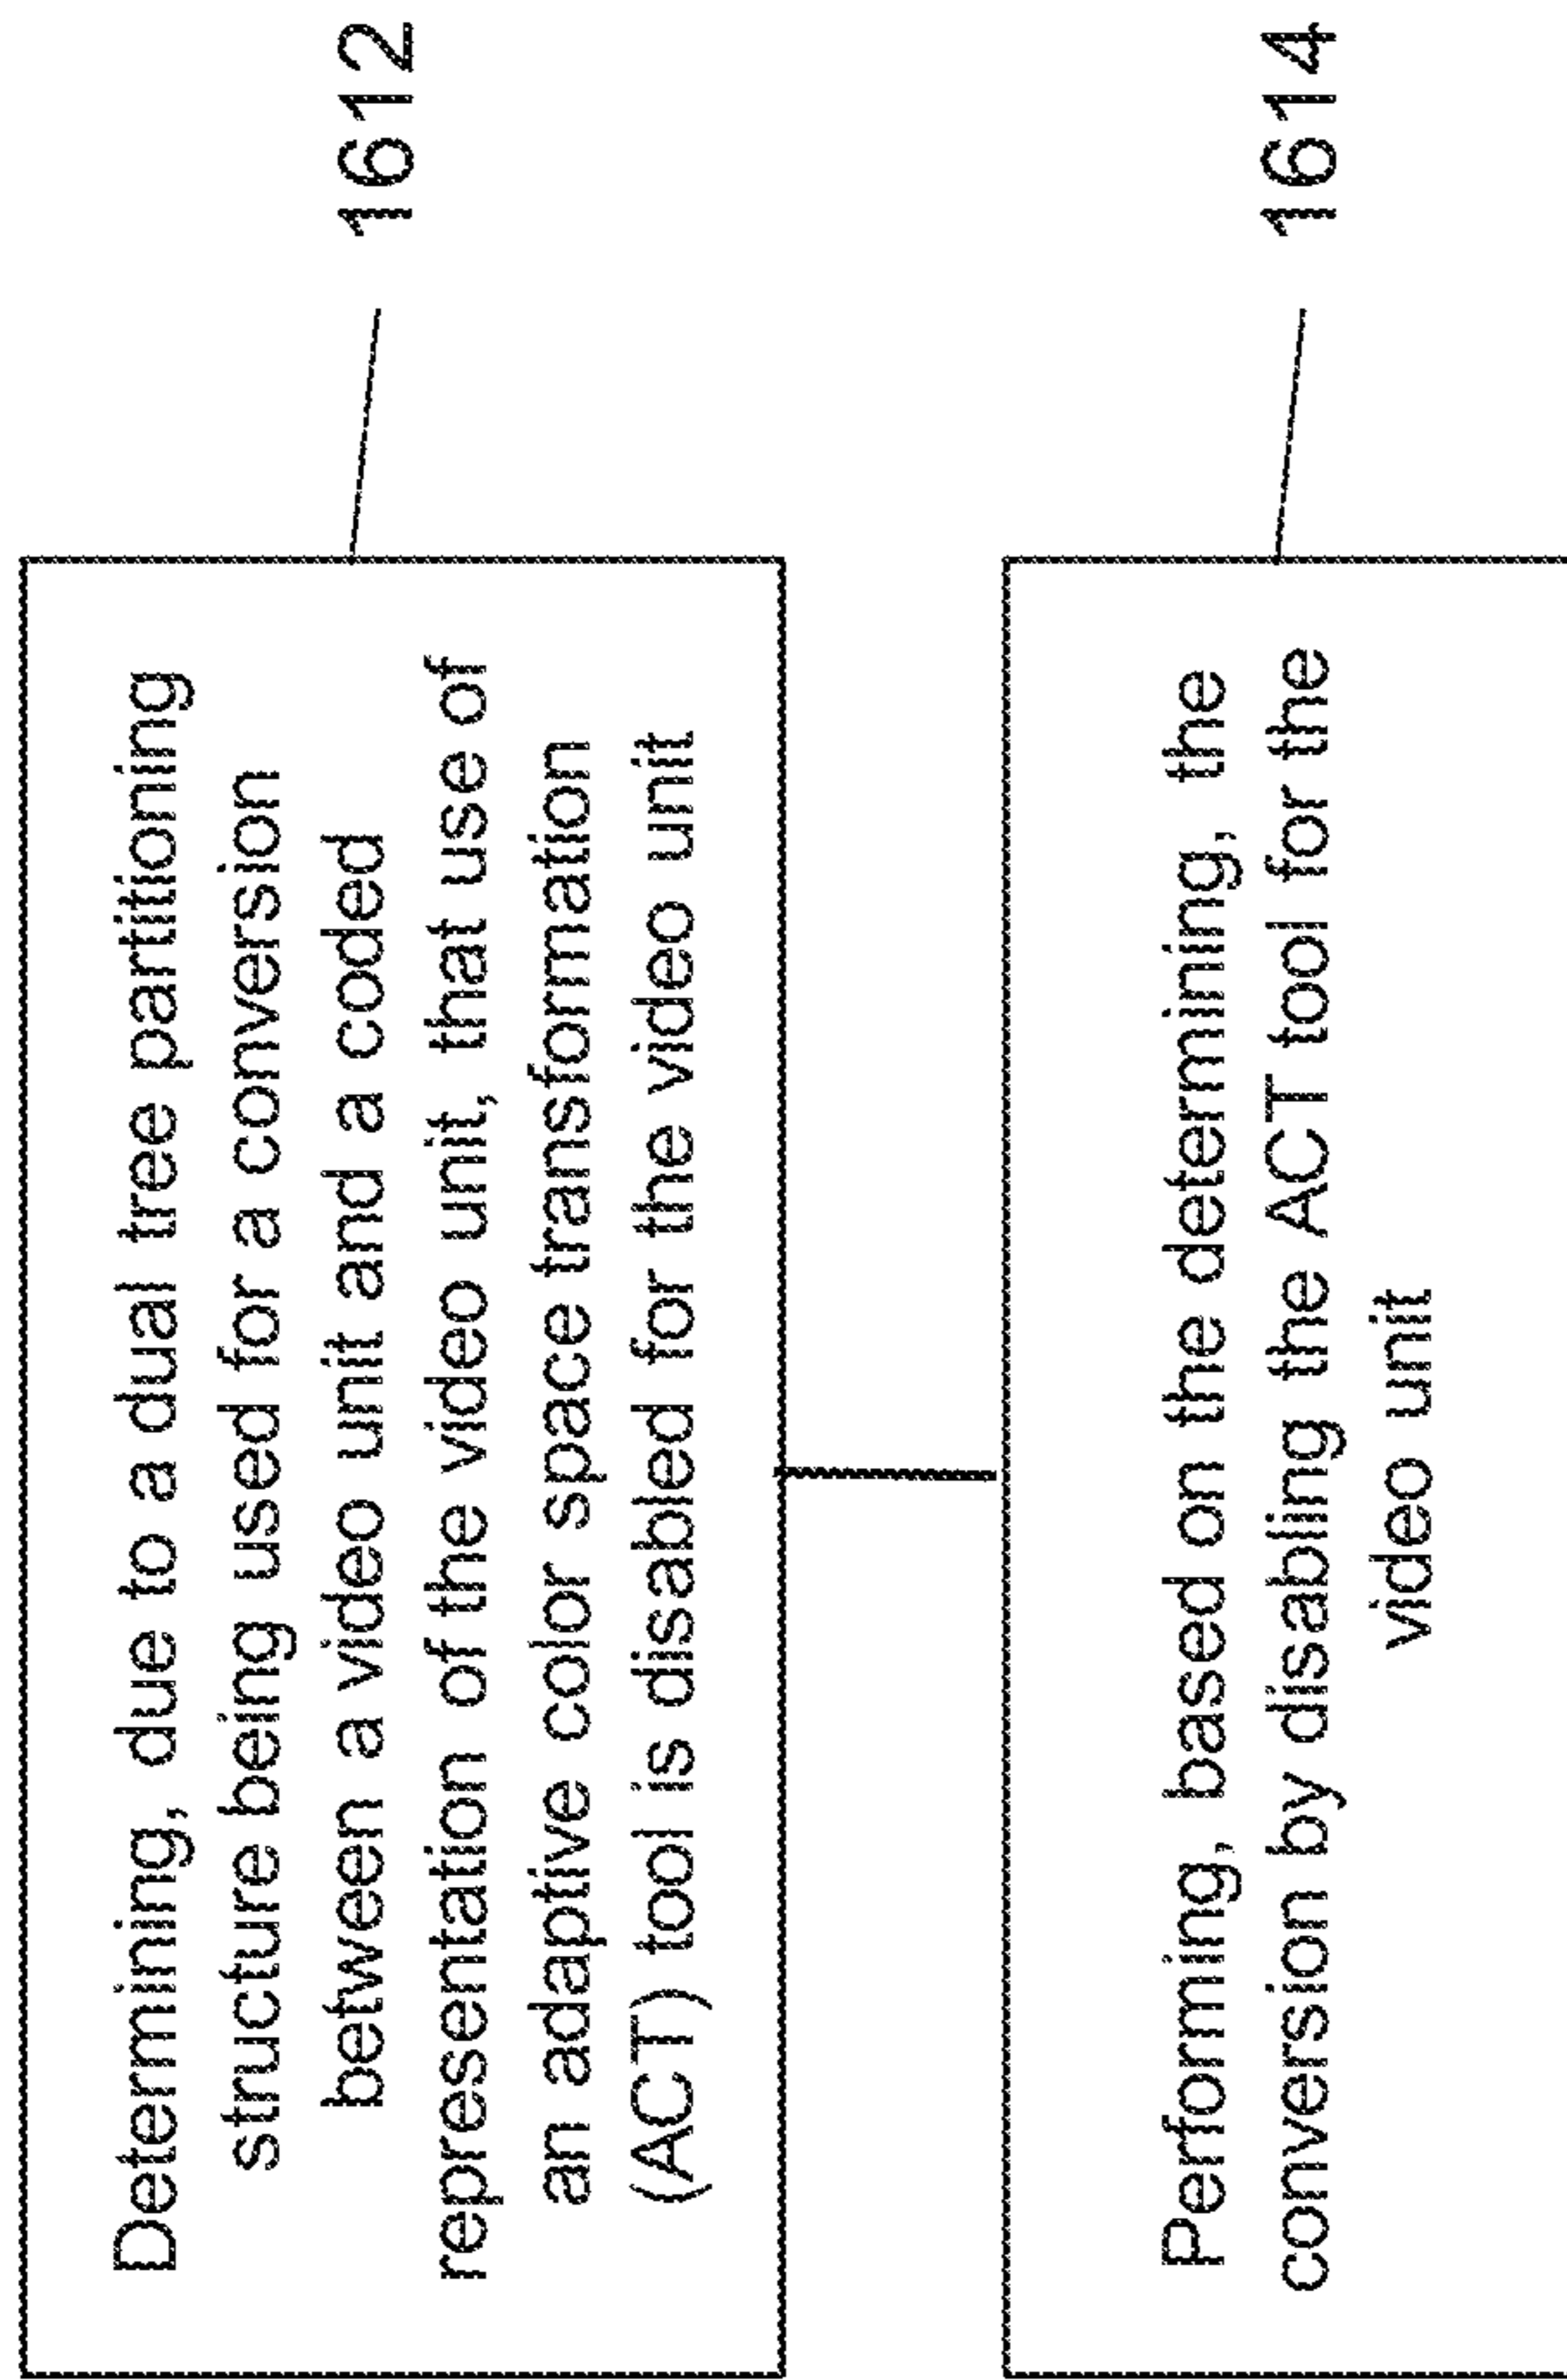 Determining, due to a dual tree partitioning
structure being used for a conversion
between a video unit and a coded
representation of the video unit, that use of
an adaptive color space transformation
(ACT) tool is disabled for the video unit
1612
Performing, based on the determining, the
conversion by disabling the ACT tool for the
video unit
1614